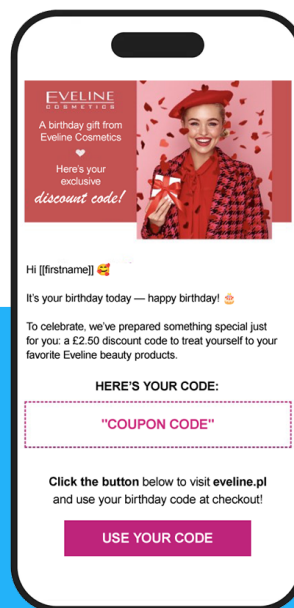 EVELINE
COSMETICS
A birthday gift from
Eveline Cosmetics
❤
Here's your
exclusive
discount code!
Hi [[firstname]] 🥰
It's your birthday today — happy birthday! 🎂
To celebrate, we've prepared something special just
for you: a £2.50 discount code to treat yourself to your
favorite Eveline beauty products.
HERE'S YOUR CODE:
"COUPON CODE"
Click the button below to visit eveline.pl
and use your birthday code at checkout!
USE YOUR CODE